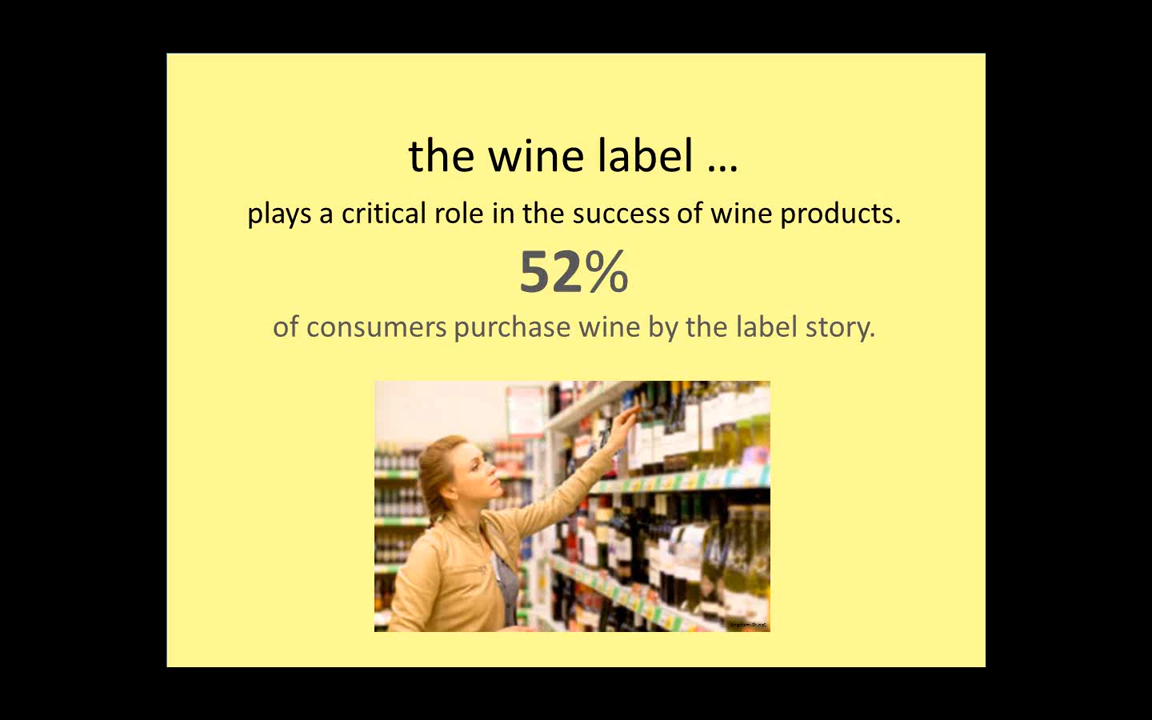 the wine label …
plays a critical role in the success of wine products.
52%
of consumers purchase wine by the label story.